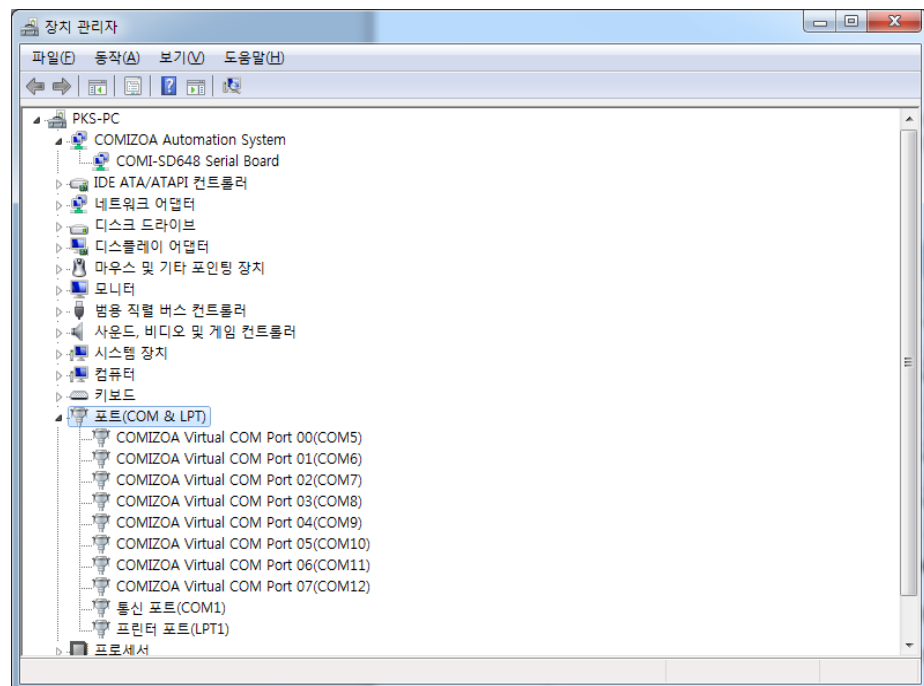 장치 관리자
파일(F) 동작(A) 보기(V) 도움말(H)
PKS-PC
COMIZOA Automation System
COMI-SD648 Serial Board
IDE ATA/ATAPI 컨트롤러
네트워크 어댑터
디스크 드라이브
디스플레이 어댑터
마우스 및 기타 포인팅 장치
모니터
범용 직렬 버스 컨트롤러
사운드, 비디오 및 게임 컨트롤러
시스템 장치
컴퓨터
키보드
포트(COM & LPT)
COMIZOA Virtual COM Port 00(COM5)
COMIZOA Virtual COM Port 01(COM6)
COMIZOA Virtual COM Port 02(COM7)
COMIZOA Virtual COM Port 03(COM8)
COMIZOA Virtual COM Port 04(COM9)
COMIZOA Virtual COM Port 05(COM10)
COMIZOA Virtual COM Port 06(COM11)
COMIZOA Virtual COM Port 07(COM12)
통신 포트(COM1)
프린터 포트(LPT1)
프로세서